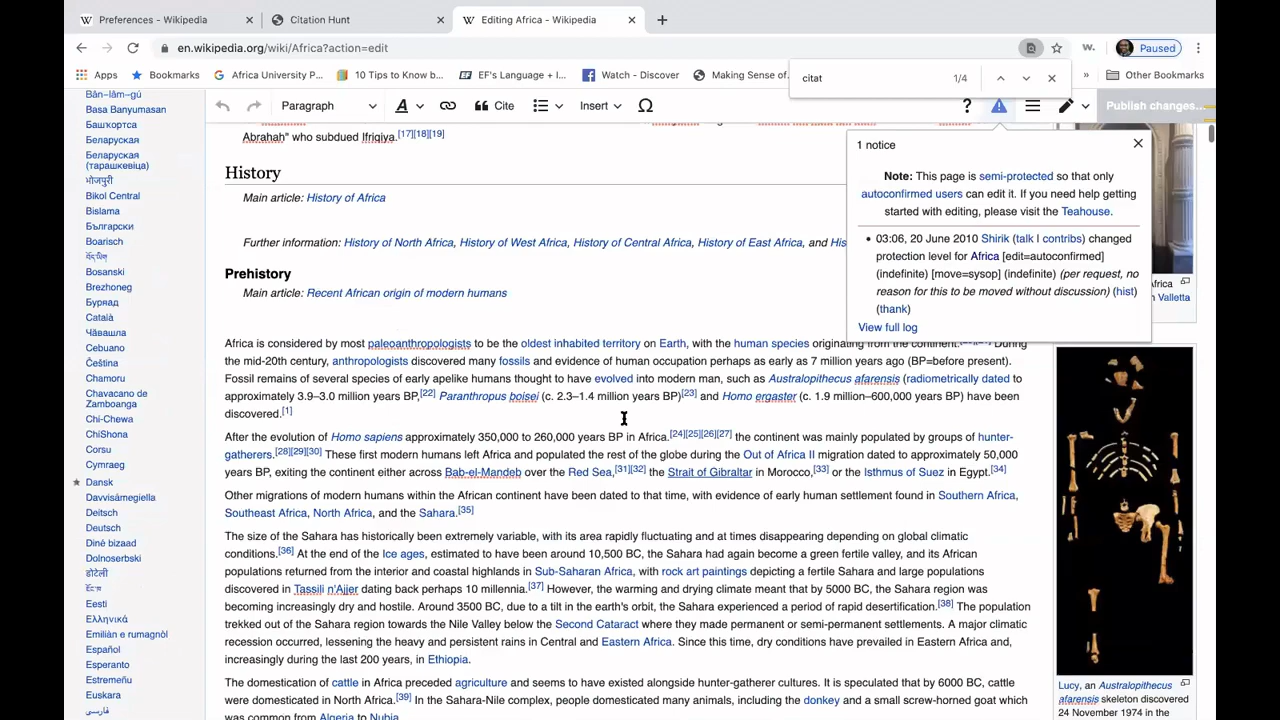 Preferences - Wikipedia
Citation Hunt
Editing Africa - Wikipedia
en.wikipedia.org/wiki/Africa?action=edit
w.
Paused
Apps
Bookmarks
Africa University P...
10 Tips to Know b...
EF's Language + I...
Watch - Discover
Making Sense of...
»
Other Bookmarks
citat
1/4
Paragraph
A
Cite
Insert
Ω
?
Publish changes...
Bân-lâm-gú
Basa Banyumasan
Башҡортса
Беларуская
Беларуская
(тарашкевіца)
भोजपुरी
Bikol Central
Bislama
Български
Boarisch
བོད་ཡིག
Bosanski
Brezhoneg
Буряад
Català
Чӑвашла
Cebuano
Čeština
Chamoru
Chavacano de
Zamboanga
Chi-Chewa
ChiShona
Corsu
Cymraeg
Dansk
Davvisámegiella
Deitsch
Deutsch
Diné bizaad
Dolnoserbski
डोटेली
རྫོང་ཁ
Eesti
Ελληνικά
Emiliàn e rumagnòl
Español
Esperanto
Estremeñu
Euskara
فارسی
Abrahah" who subdued Ifriqiya.[17][18][19]
History
Main article: History of Africa
Further information: History of North Africa, History of West Africa, History of Central Africa, History of East Africa, and His
Prehistory
Main article: Recent African origin of modern humans
Africa is considered by most paleoanthropologists to be the oldest inhabited territory on Earth, with the human species originating from the continent. During
the mid-20th century, anthropologists discovered many fossils and evidence of human occupation perhaps as early as 7 million years ago (BP=before present).
Fossil remains of several species of early apelike humans thought to have evolved into modern man, such as Australopithecus afarensis (radiometrically dated to
approximately 3.9–3.0 million years BP,[22] Paranthropus boisei (c. 2.3–1.4 million years BP)[23] and Homo ergaster (c. 1.9 million–600,000 years BP) have been
discovered.[1]
After the evolution of Homo sapiens approximately 350,000 to 260,000 years BP in Africa.[24][25][26][27] the continent was mainly populated by groups of hunter-
gatherers.[28][29][30] These first modern humans left Africa and populated the rest of the globe during the Out of Africa II migration dated to approximately 50,000
years BP, exiting the continent either across Bab-el-Mandeb over the Red Sea,[31][32] the Strait of Gibraltar in Morocco,[33] or the Isthmus of Suez in Egypt.[34]
Other migrations of modern humans within the African continent have been dated to that time, with evidence of early human settlement found in Southern Africa,
Southeast Africa, North Africa, and the Sahara.[35]
The size of the Sahara has historically been extremely variable, with its area rapidly fluctuating and at times disappearing depending on global climatic
conditions.[36] At the end of the Ice ages, estimated to have been around 10,500 BC, the Sahara had again become a green fertile valley, and its African
populations returned from the interior and coastal highlands in Sub-Saharan Africa, with rock art paintings depicting a fertile Sahara and large populations
discovered in Tassili n'Ajjer dating back perhaps 10 millennia.[37] However, the warming and drying climate meant that by 5000 BC, the Sahara region was
becoming increasingly dry and hostile. Around 3500 BC, due to a tilt in the earth's orbit, the Sahara experienced a period of rapid desertification.[38] The population
trekked out of the Sahara region towards the Nile Valley below the Second Cataract where they made permanent or semi-permanent settlements. A major climatic
recession occurred, lessening the heavy and persistent rains in Central and Eastern Africa. Since this time, dry conditions have prevailed in Eastern Africa and,
increasingly during the last 200 years, in Ethiopia.
The domestication of cattle in Africa preceded agriculture and seems to have existed alongside hunter-gatherer cultures. It is speculated that by 6000 BC, cattle
were domesticated in North Africa.[39] In the Sahara-Nile complex, people domesticated many animals, including the donkey and a small screw-horned goat which
was common from Algeria to Nubia.
1 notice
Note: This page is semi-protected so that only
autoconfirmed users can edit it. If you need help getting
started with editing, please visit the Teahouse.
• 03:06, 20 June 2010 Shirik (talk | contribs) changed
protection level for Africa [edit=autoconfirmed]
(indefinite) [move=sysop] (indefinite) (per request, no
reason for this to be moved without discussion) (hist)
(thank)
View full log
Africa
Valletta
Lucy, an Australopithecus
afarensis skeleton discovered
24 November 1974 in the